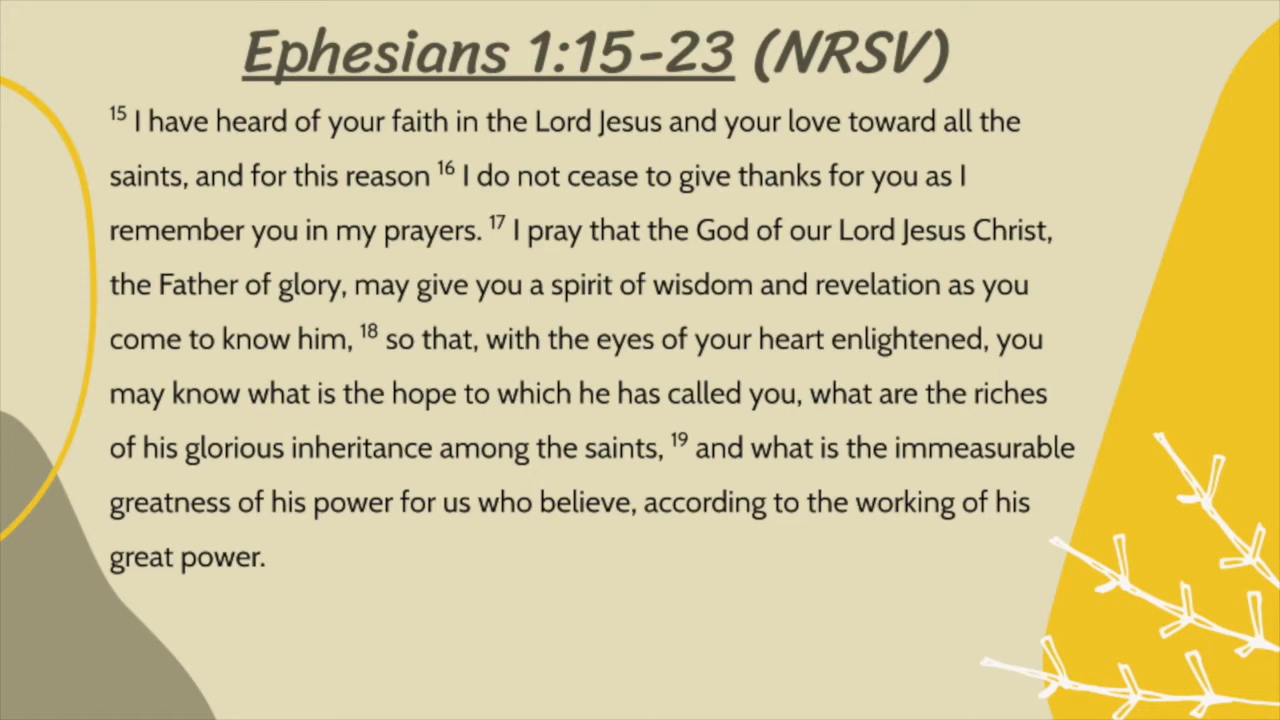 Ephesians 1:15-23 (NRSV)
15 I have heard of your faith in the Lord Jesus and your love toward all the
saints, and for this reason 16 I do not cease to give thanks for you as I
remember you in my prayers. 17 I pray that the God of our Lord Jesus Christ,
the Father of glory, may give you a spirit of wisdom and revelation as you
come to know him, 18 so that, with the eyes of your heart enlightened, you
may know what is the hope to which he has called you, what are the riches
of his glorious inheritance among the saints, 19 and what is the immeasurable
greatness of his power for us who believe, according to the working of his
great power.